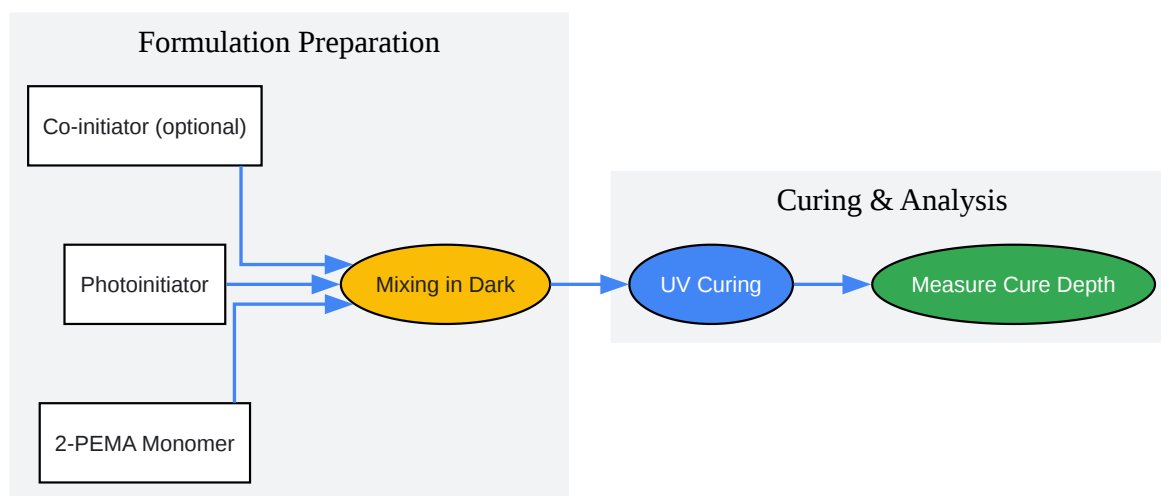 Formulation Preparation
Co-initiator (optional)
Photoinitiator
2-PEMA Monomer
Mixing in Dark
Curing & Analysis
UV Curing
Measure Cure Depth